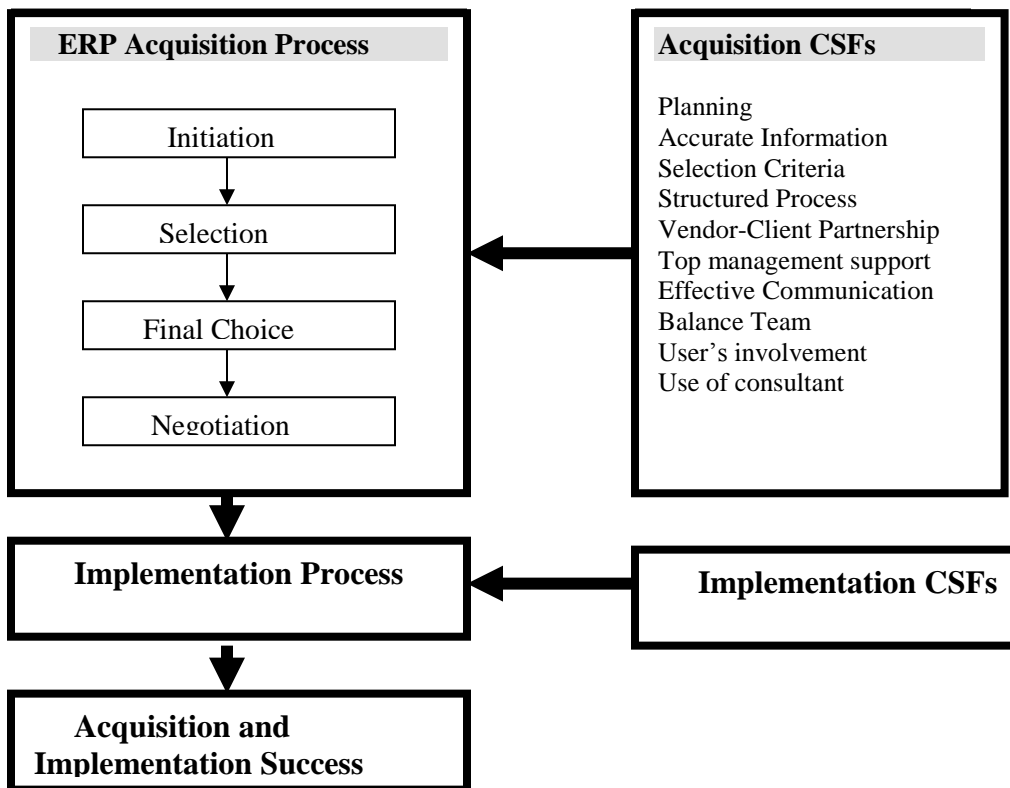 ERP Acquisition Process
Initiation
Selection
Final Choice
Negotiation
Acquisition CSFs
Planning
Accurate Information
Selection Criteria
Structured Process
Vendor-Client Partnership
Top management support
Effective Communication
Balance Team
User’s involvement
Use of consultant
Implementation Process
Implementation CSFs
Acquisition and
Implementation Success